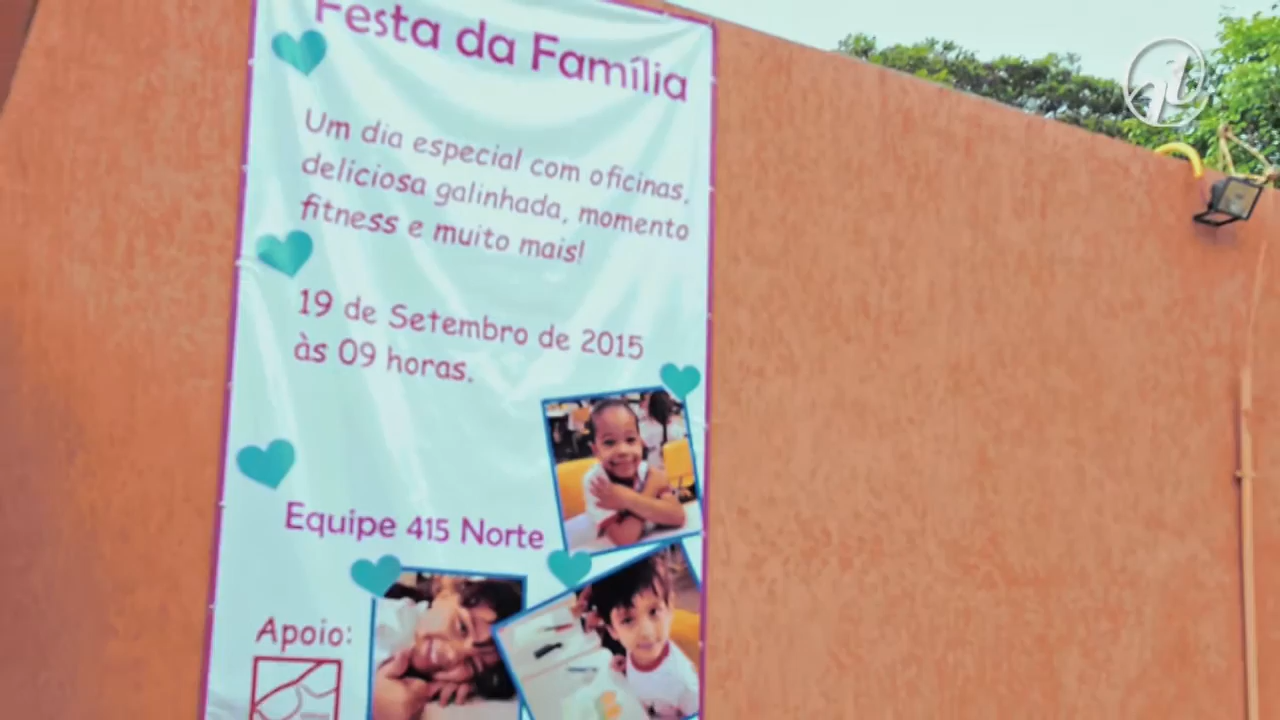 Festa da Família
Um dia especial com oficinas,
deliciosa galinhada, momento
fitness e muito mais!
19 de Setembro de 2015
às 09 horas.
Equipe 415 Norte
Apoio: